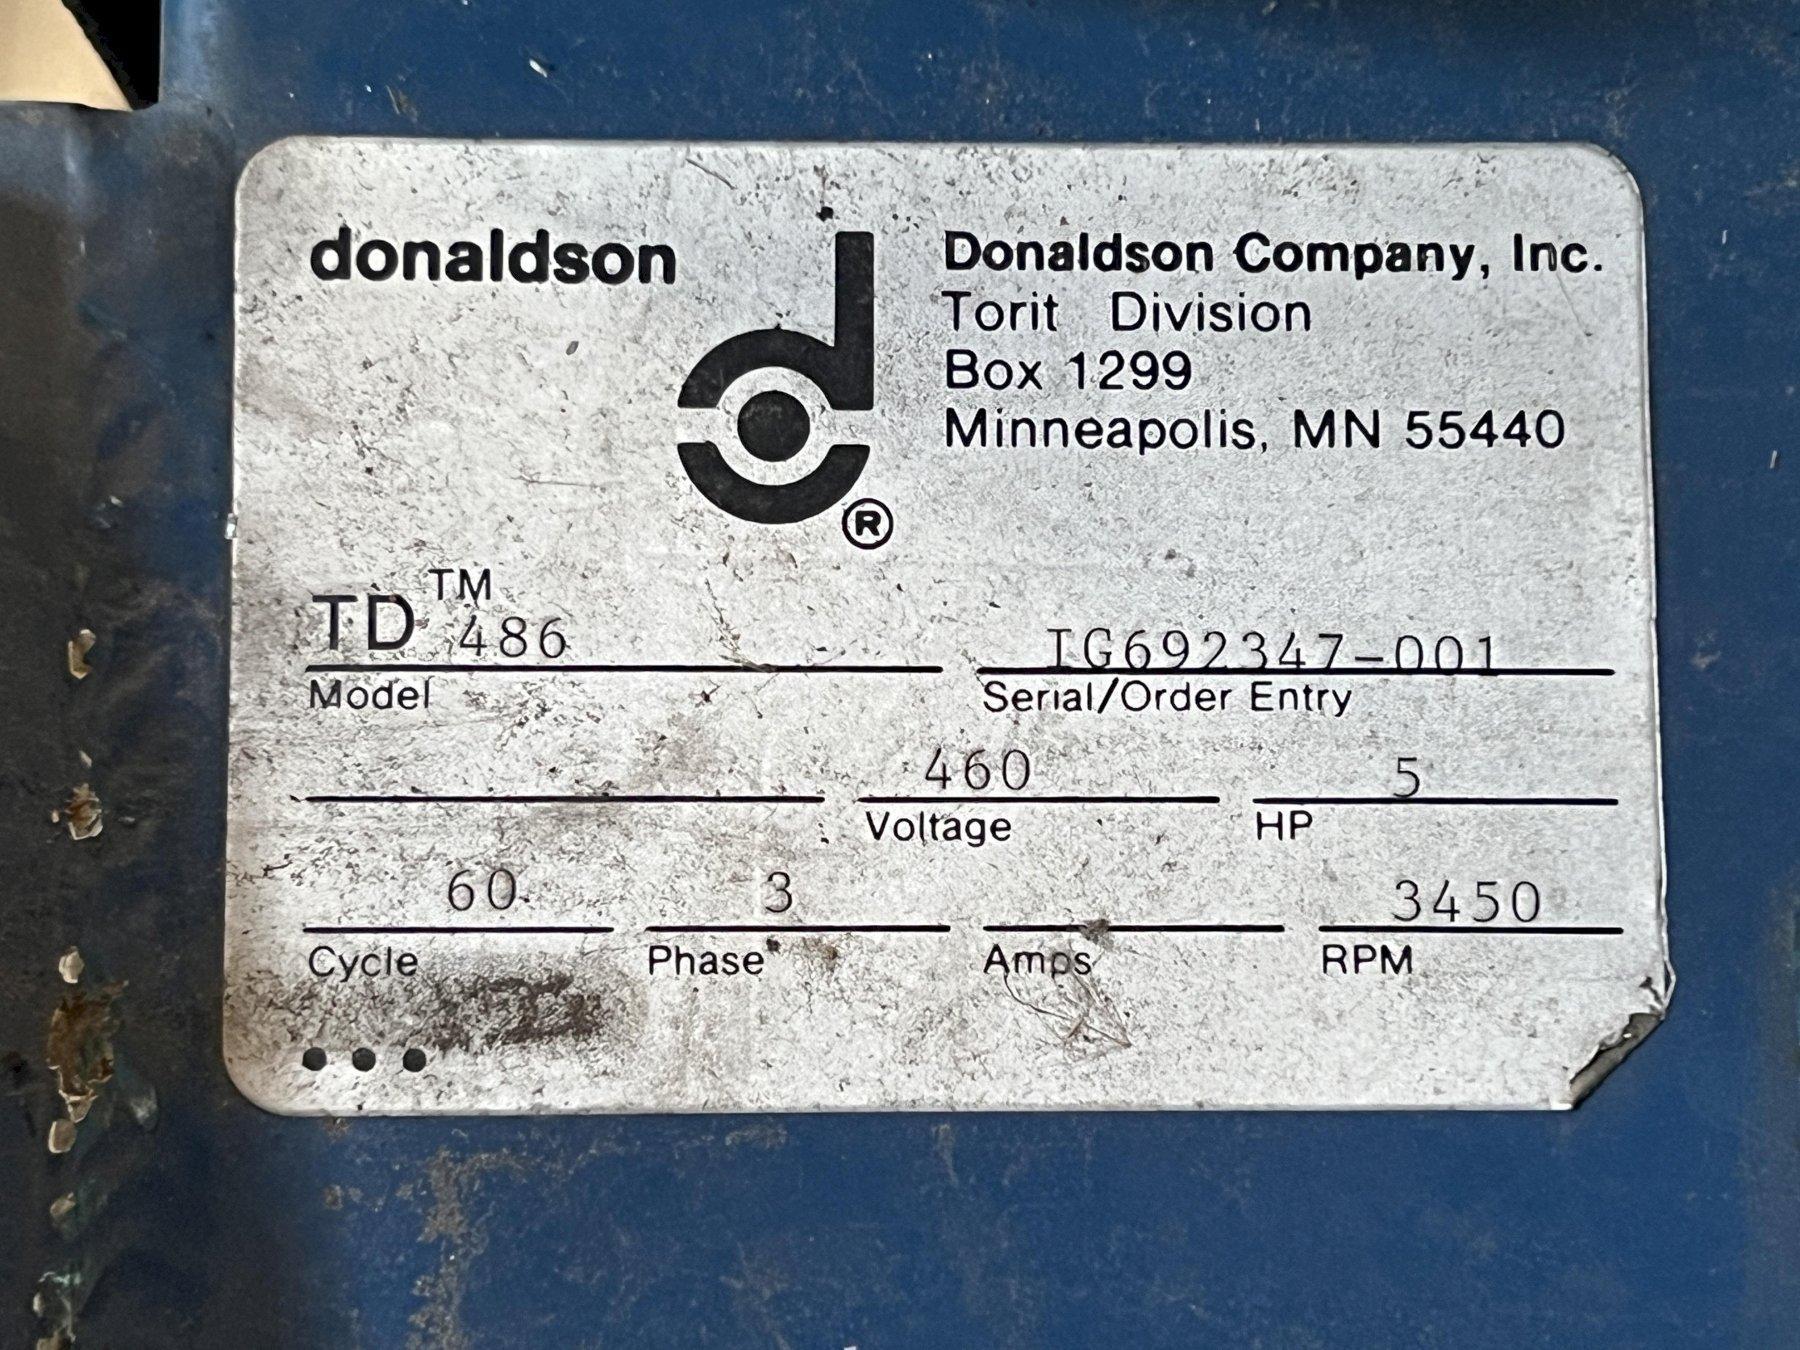 donaldson
d®
Donaldson Company, Inc.
Torit Division
Box 1299
Minneapolis, MN 55440
TD™ 486
Model
IG692347-001
Serial/Order Entry
460
Voltage
5
HP
60
Cycle
3
Phase
Amps
3450
RPM